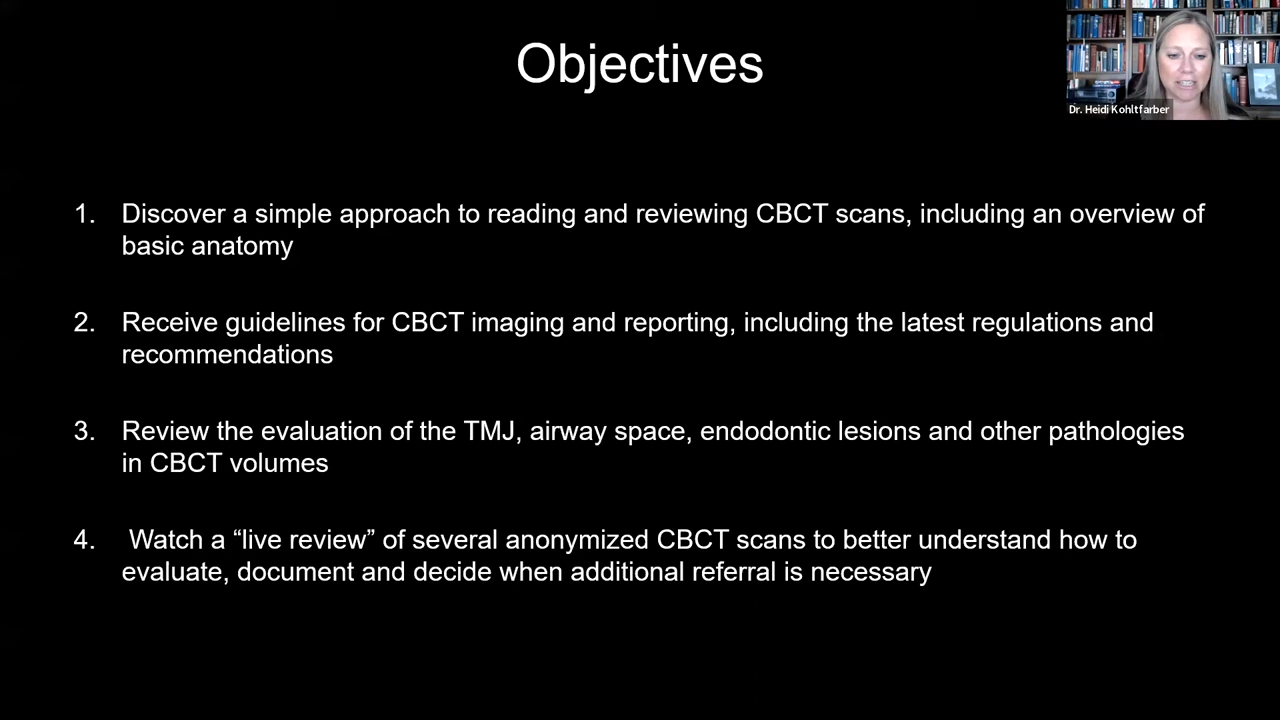 Objectives
Dr. Heidi Kohltfarber
1. Discover a simple approach to reading and reviewing CBCT scans, including an overview of
basic anatomy
2. Receive guidelines for CBCT imaging and reporting, including the latest regulations and
recommendations
3. Review the evaluation of the TMJ, airway space, endodontic lesions and other pathologies
in CBCT volumes
4. Watch a “live review” of several anonymized CBCT scans to better understand how to
evaluate, document and decide when additional referral is necessary